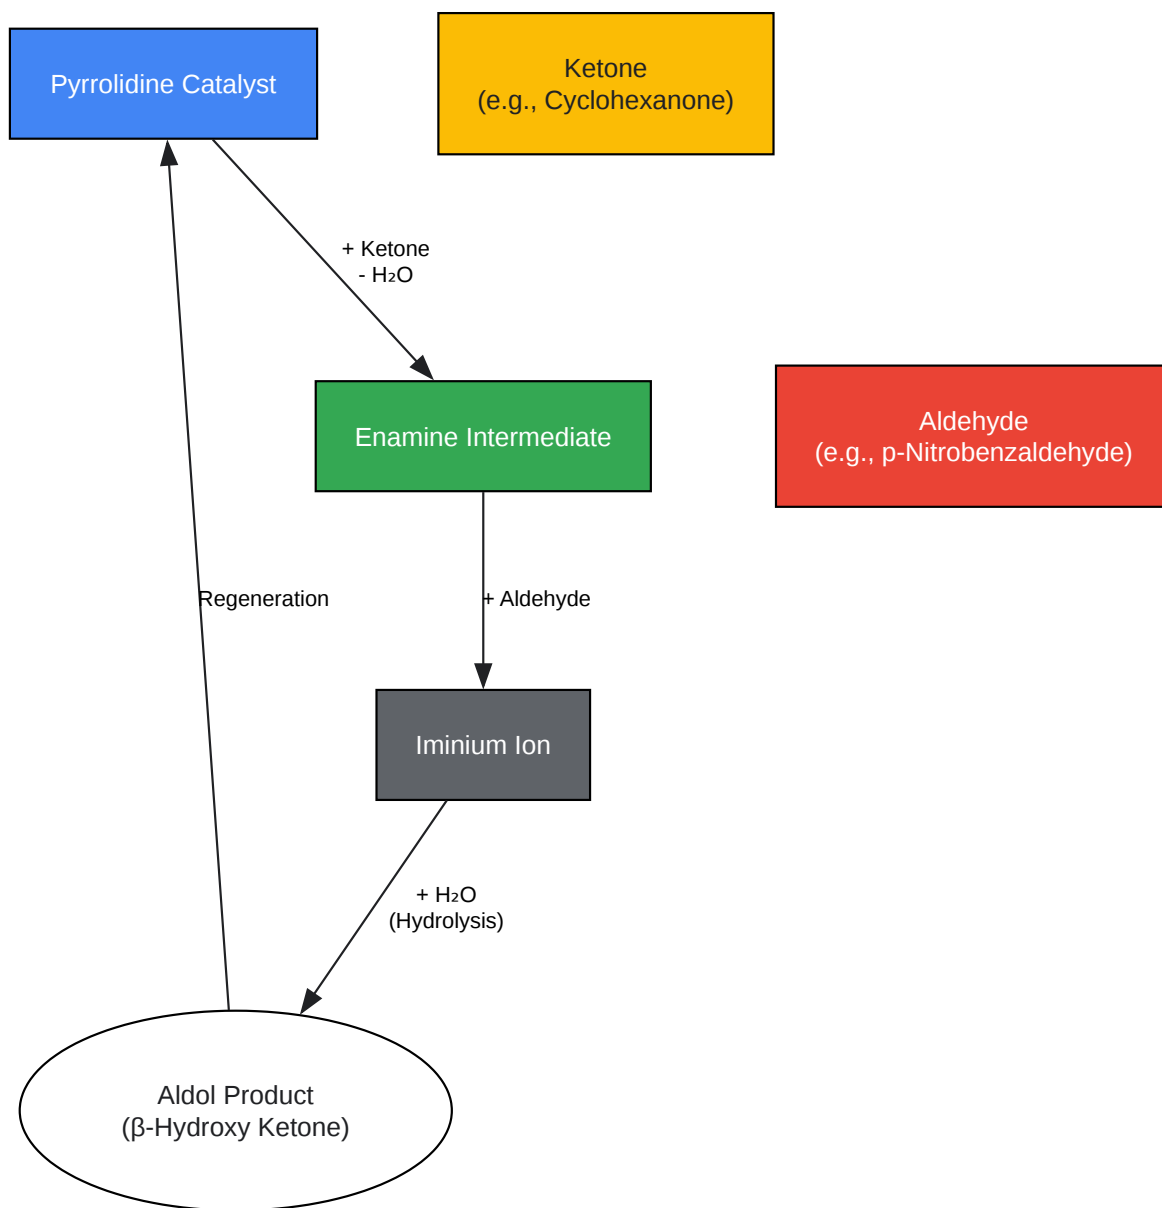 Pyrrolidine Catalyst
Ketone
(e.g., Cyclohexanone)
+ Ketone
- H₂O
Enamine Intermediate
Aldehyde
(e.g., p-Nitrobenzaldehyde)
Regeneration
+ Aldehyde
Iminium Ion
+ H₂O
(Hydrolysis)
Aldol Product
(β-Hydroxy Ketone)